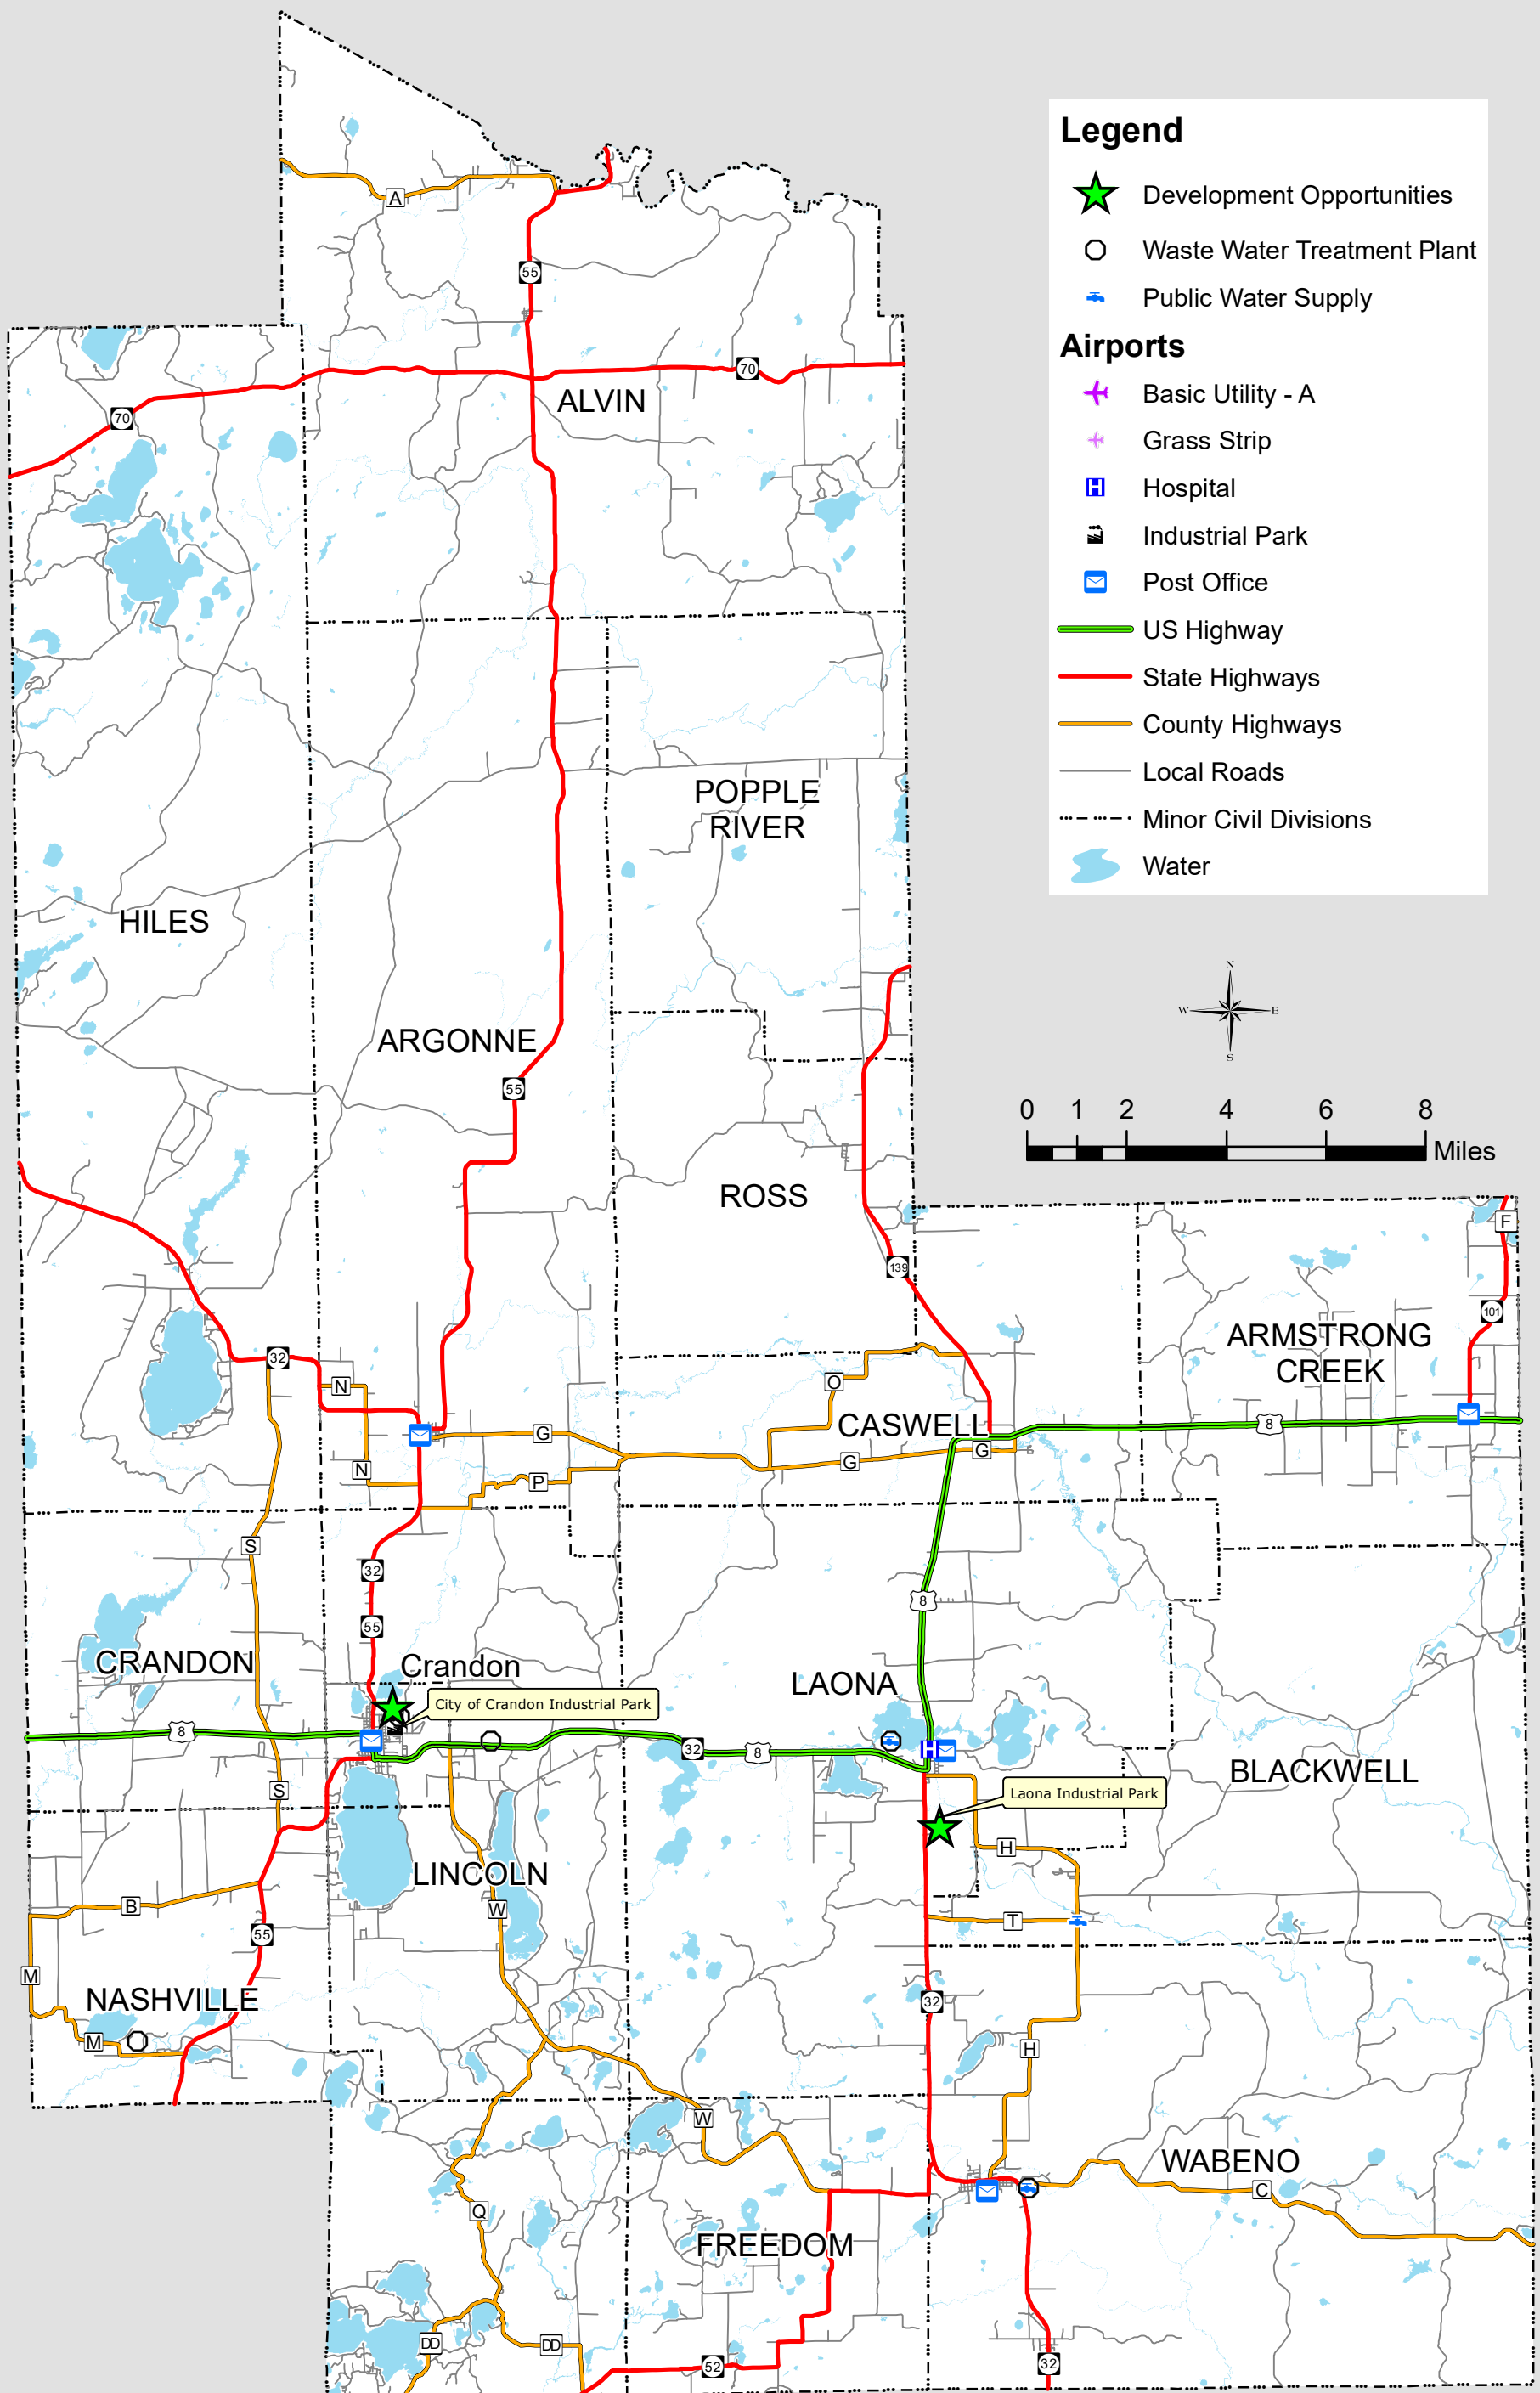 Legend
Development Opportunities
Waste Water Treatment Plant
Public Water Supply
Airports
Basic Utility - A
Grass Strip
H
Hospital
Industrial Park
Post Office
US Highway
State Highways
County Highways
Local Roads
Minor Civil Divisions
Water
N
W
E
S
0 1 2 4 6 8
Miles
A
55
70
70
ALVIN
POPPLE
RIVER
HILES
ARGONNE
55
ROSS
139
F
101
ARMSTRONG
CREEK
32
N
O
CASWELL
8
G
G
G
N
P
S
32
8
55
CRANDON
Crandon
LAONA
City of Crandon Industrial Park
8
32
8
H
BLACKWELL
S
Laona Industrial Park
H
LINCOLN
B
W
T
55
M
NASHVILLE
32
M
H
W
WABENO
Q
C
FREEDOM
DD
DD
52
32